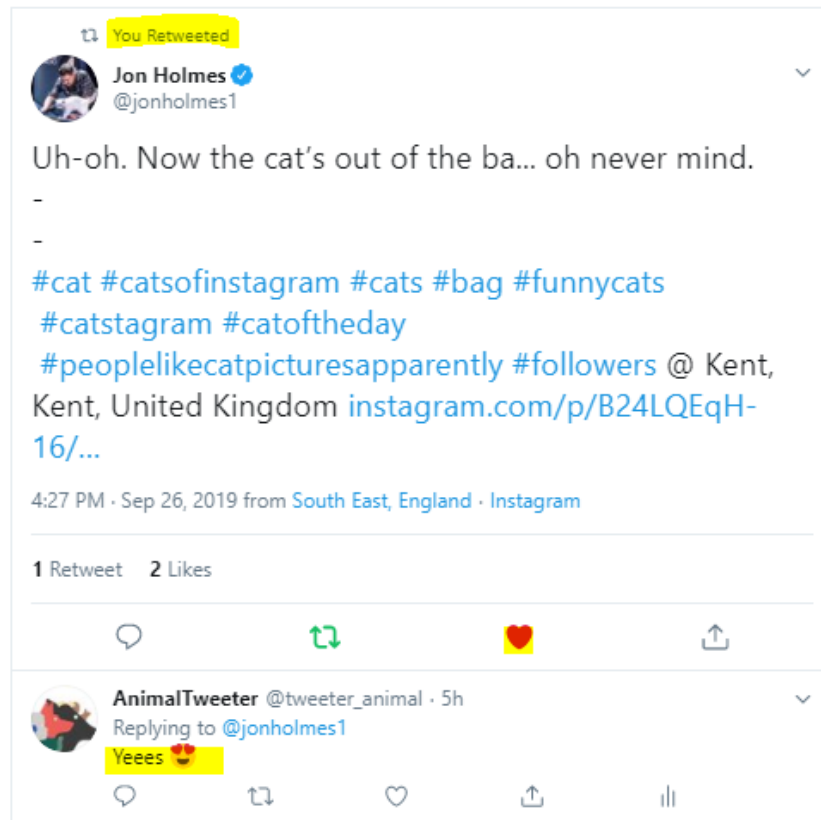 You Retweeted
Jon Holmes
@jonholmes1
Uh-oh. Now the cat's out of the ba... oh never mind.
-
-
#cat #catsofinstagram #cats #bag #funnycats
#catstagram #catoftheday
#peoplelikecatpicturesapparently #followers @ Kent,
Kent, United Kingdom instagram.com/p/B24LQEqH-
16/...
4:27 PM · Sep 26, 2019 from South East, England · Instagram
1 Retweet 2 Likes
AnimalTweeter @tweeter_animal · 5h
Replying to @jonholmes1
Yeees 😍